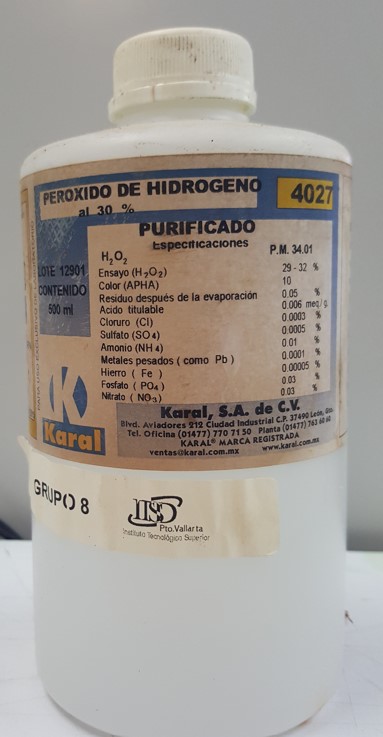 PEROXIDO DE HIDROGENO 4027
al 30 %
PURIFICADO
Especificaciones
H2O2 P.M. 34.01
Ensayo (H2O2) 29 - 32 %
Color (APHA) 10
Residuo después de la evaporación 0.05 %
Acido titulable 0.006 meq/g
Cloruro (Cl) 0.0003 %
Sulfato (SO4) 0.0005 %
Amonio (NH4) 0.01 %
Metales pesados ( como Pb ) 0.0001 %
Hierro ( Fe ) 0.00005 %
Fosfato ( PO4 ) 0.03 %
Nitrato ( NO3 ) 0.03 %
LOTE 12901
CONTENIDO
500 ml
K
Karal
Karal, S.A. de C.V.
Blvd. Aviadores 212 Ciudad Industrial C.P. 37490 León, Gto.
Tel. Oficina (01477) 770 71 50 Planta (01477) 763 60 60
KARAL® MARCA REGISTRADA
ventas@karal.com.mx www.karal.com.mx
GRUPO 8
Pto.Vallarta
Instituto Tecnológico Superior